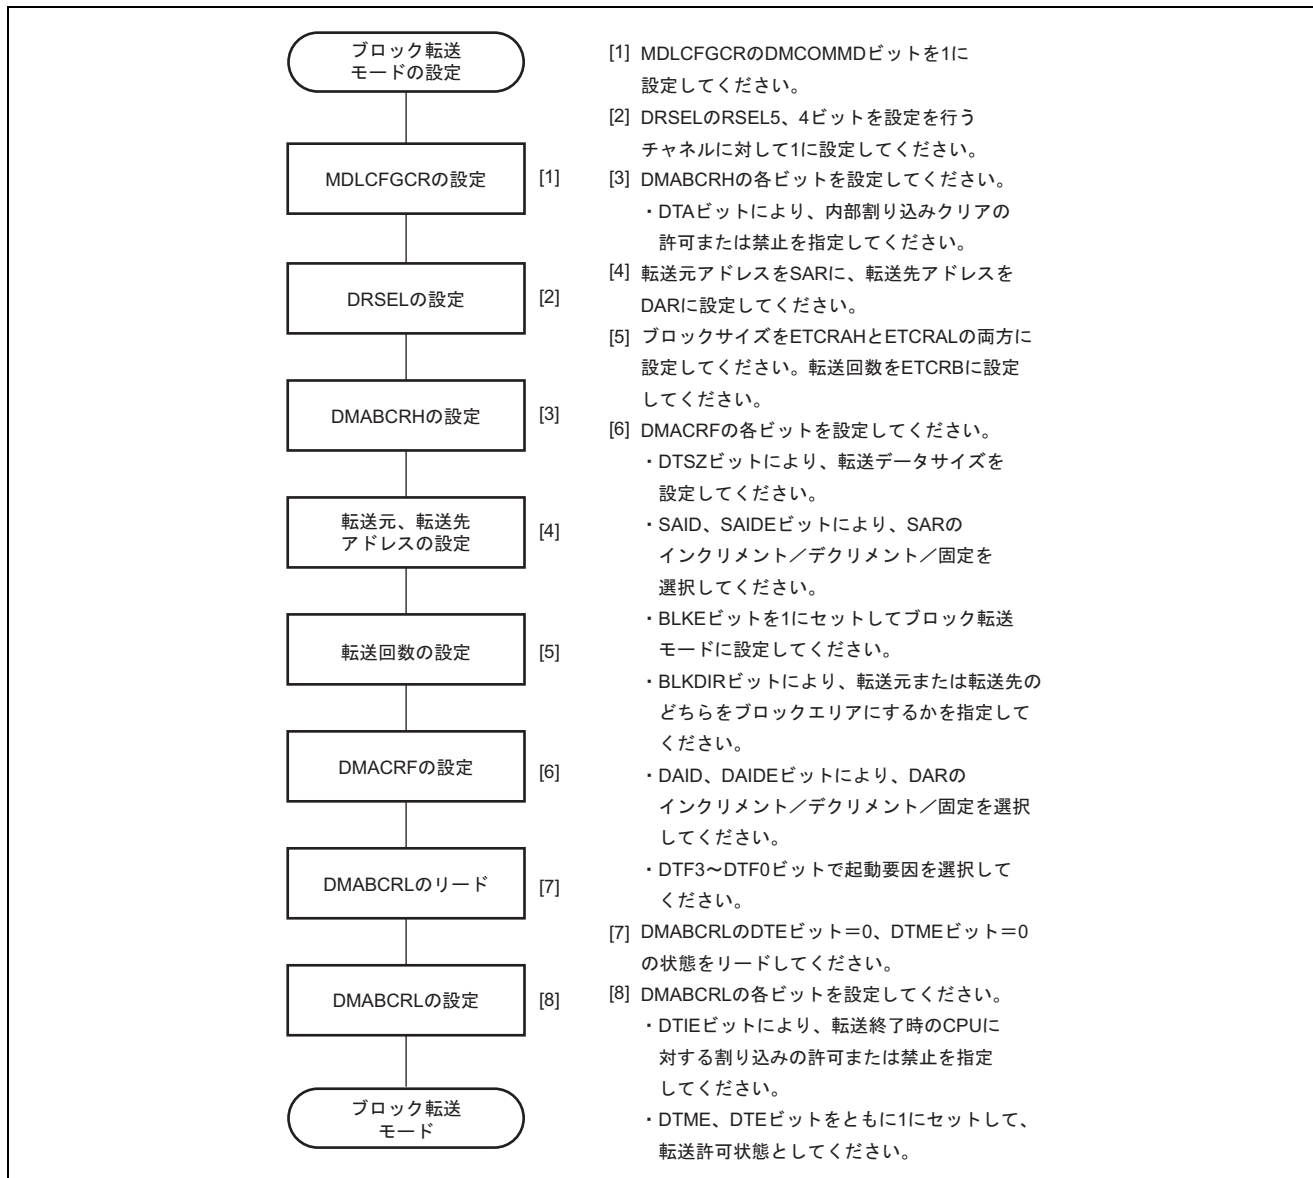 ブロック転送
モードの設定
MDLCFGCRの設定 [1]
DRSELの設定 [2]
DMABCRHの設定 [3]
転送元、転送先
アドレスの設定 [4]
転送回数の設定 [5]
DMACRFの設定 [6]
DMABCRLのリード [7]
DMABCRLの設定 [8]
ブロック転送
モード
[1] MDLCFGCRのDMCOMMDビットを1に
設定してください。
[2] DRSELのRSEL5、4ビットを設定を行う
チャネルに対して1に設定してください。
[3] DMABCRHの各ビットを設定してください。
・DTAビットにより、内部割り込みクリアの
許可または禁止を指定してください。
[4] 転送元アドレスをSARに、転送先アドレスを
DARに設定してください。
[5] ブロックサイズをETCRAHとETCRALの両方に
設定してください。転送回数をETCRBに設定
してください。
[6] DMACRFの各ビットを設定してください。
・DTSZビットにより、転送データサイズを
設定してください。
・SAID、SAIDEビットにより、SARの
インクリメント／デクリメント／固定を
選択してください。
・BLKEビットを1にセットしてブロック転送
モードに設定してください。
・BLKDIRビットにより、転送元または転送先の
どちらをブロックエリアにするかを指定して
ください。
・DAID、DAIDEビットにより、DARの
インクリメント／デクリメント／固定を選択
してください。
・DTF3～DTF0ビットで起動要因を選択して
ください。
[7] DMABCRLのDTEビット＝0、DTMEビット＝0
の状態をリードしてください。
[8] DMABCRLの各ビットを設定してください。
・DTIEビットにより、転送終了時のCPUに
対する割り込みの許可または禁止を指定
してください。
・DTME、DTEビットをともに1にセットして、
転送許可状態としてください。